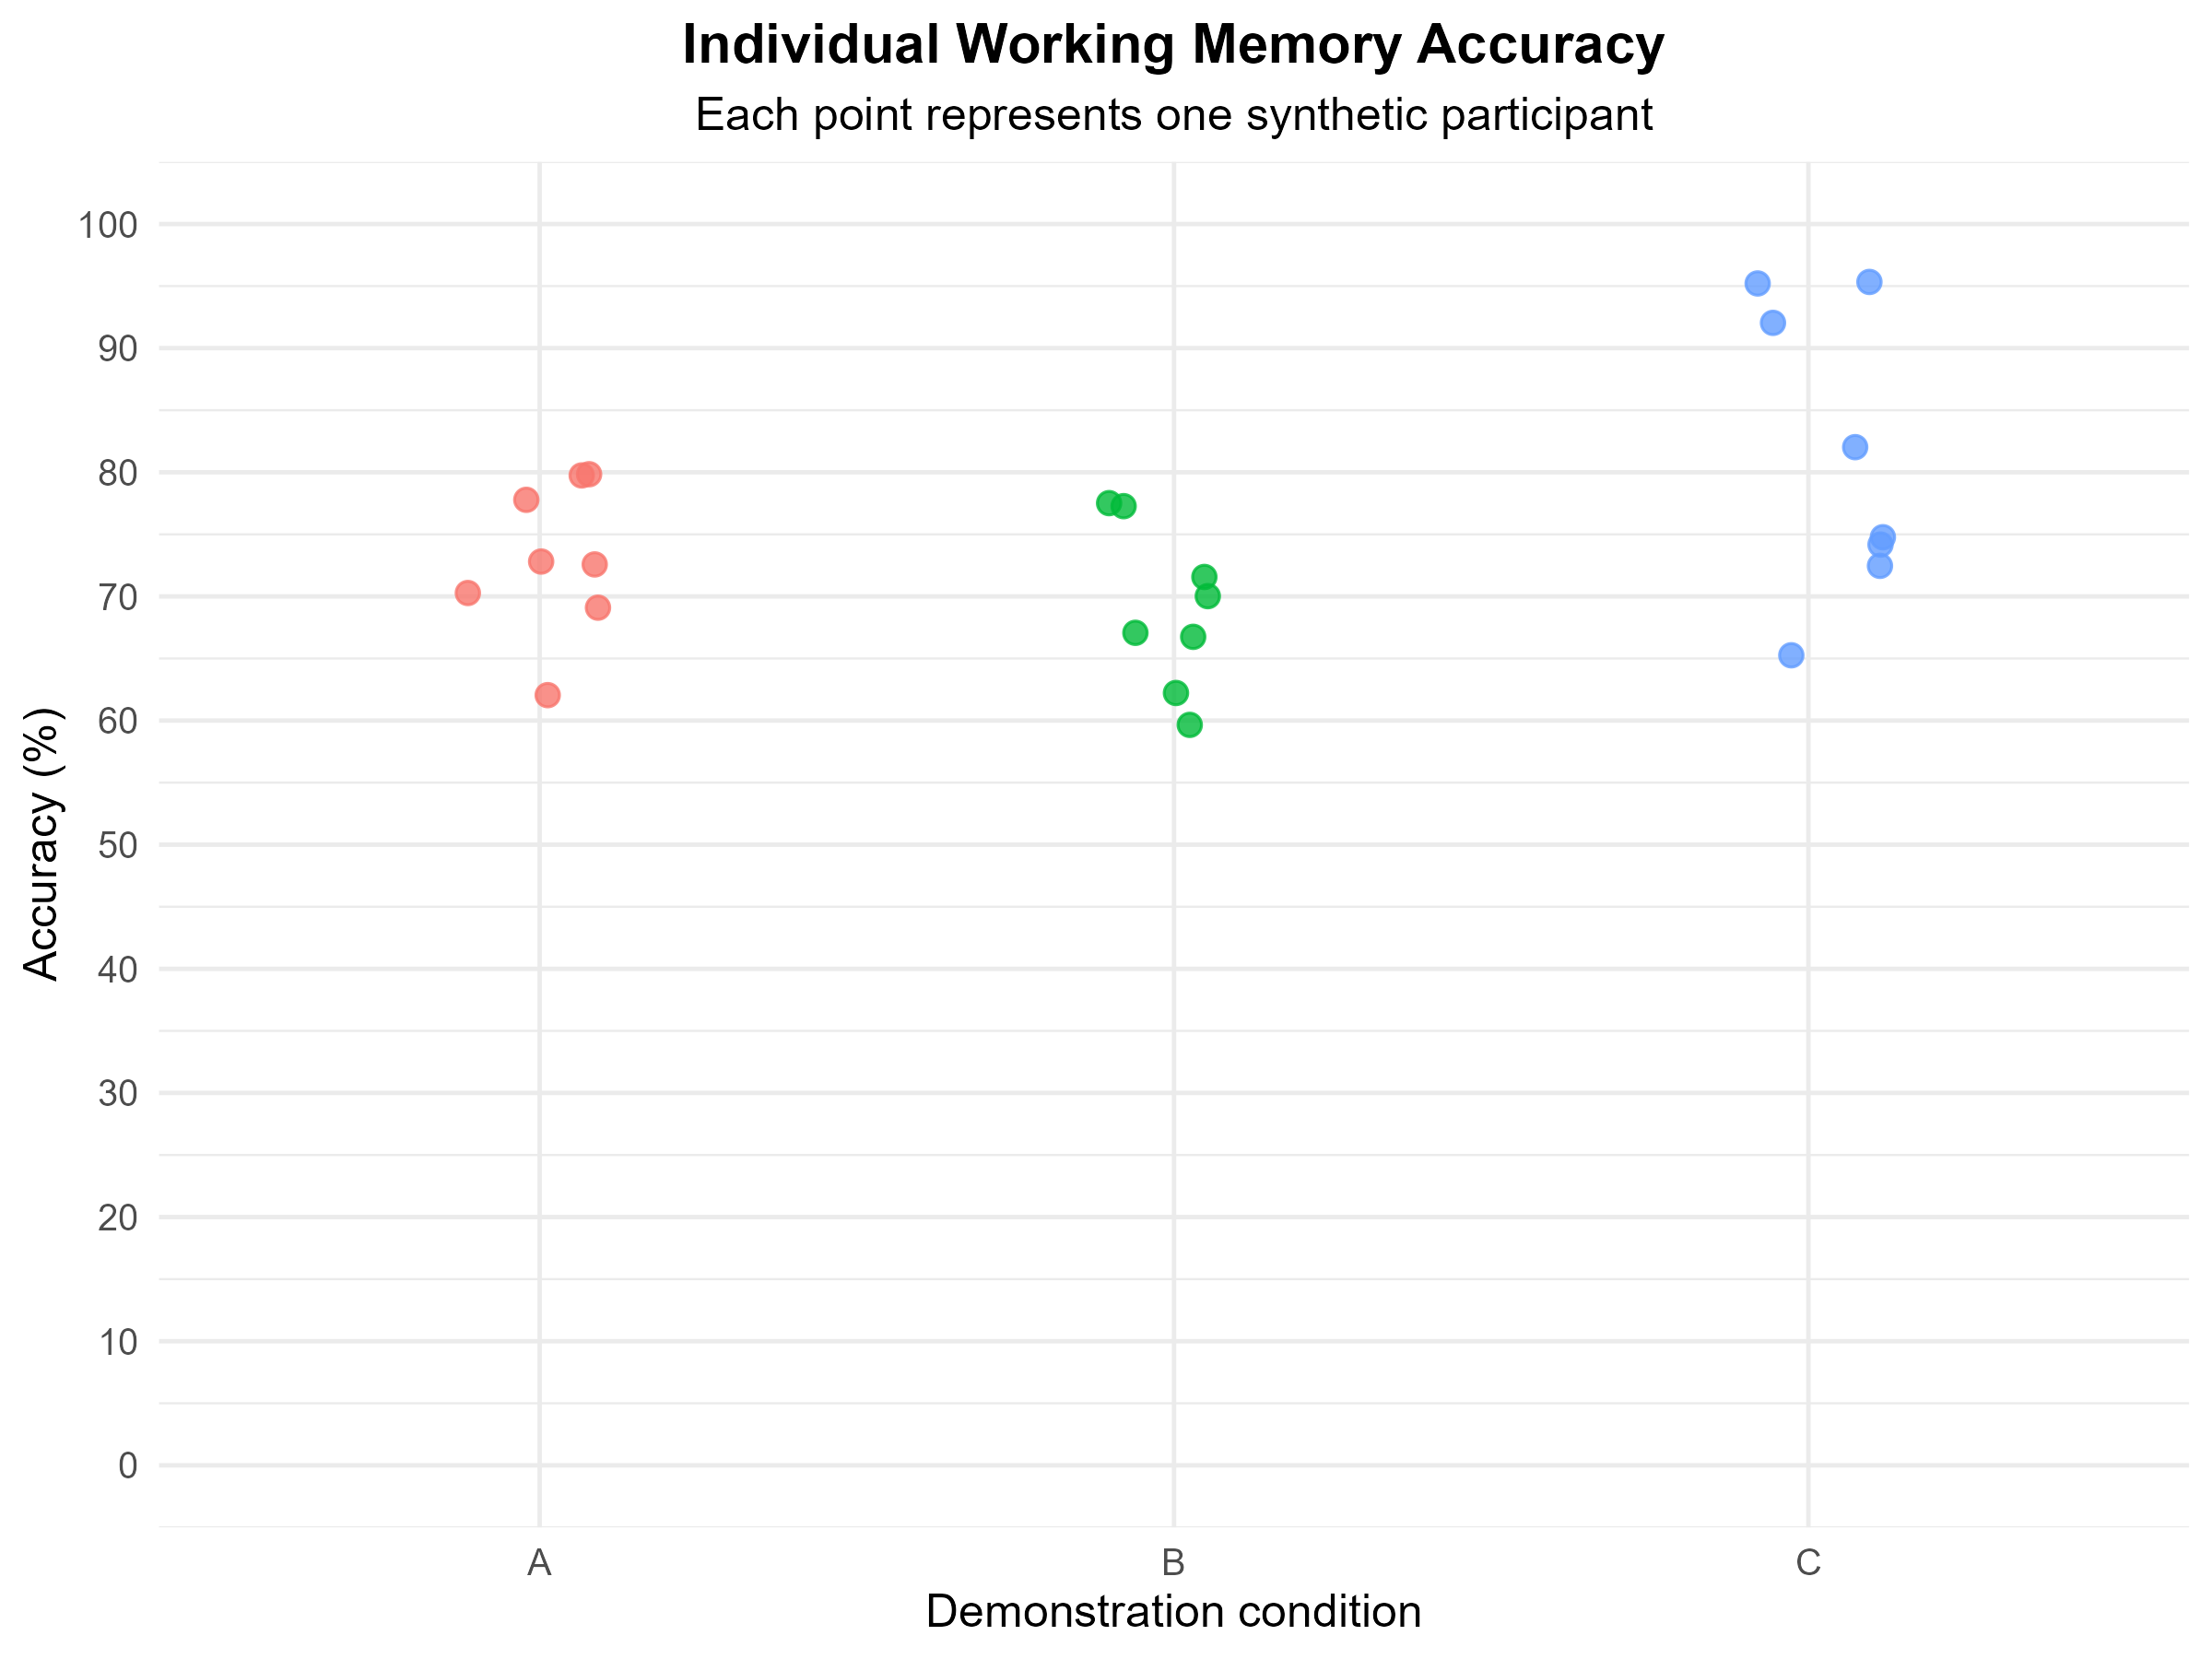 Individual Working Memory Accuracy
Each point represents one synthetic participant
Accuracy (%)
100
90
80
70
60
50
40
30
20
10
0
A B C
Demonstration condition